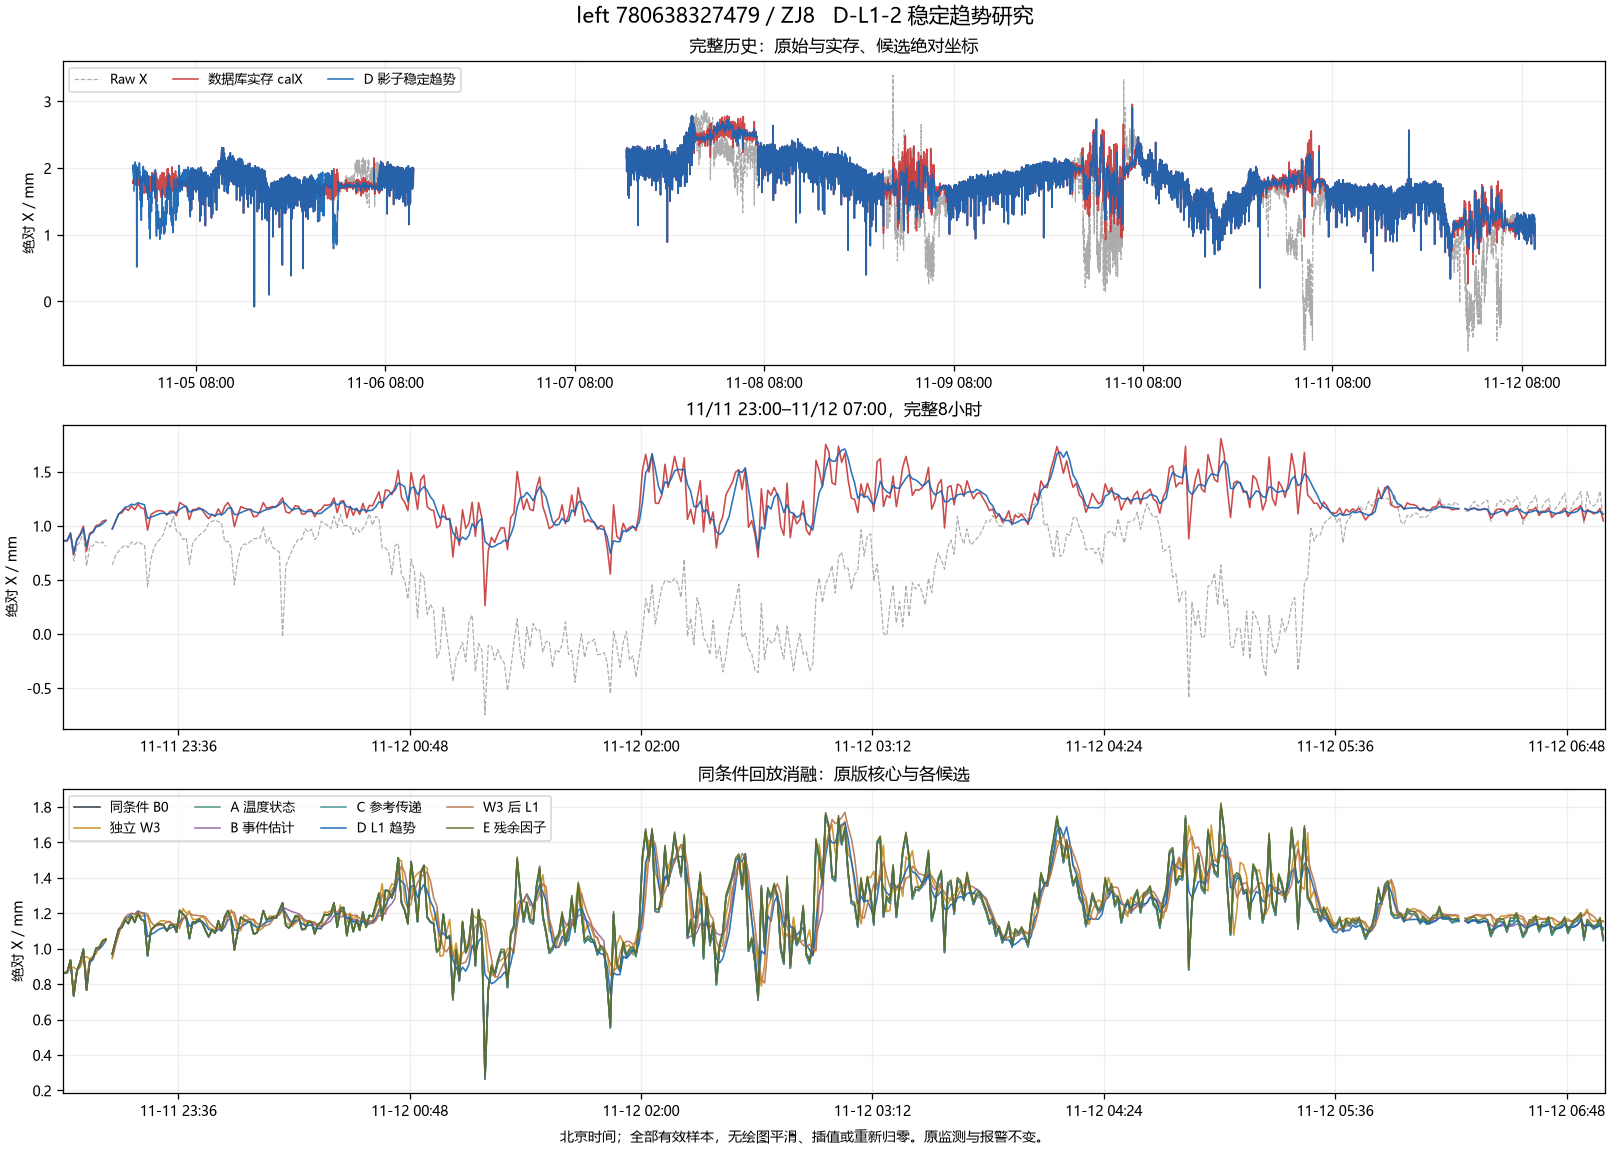 left 780638327479 / ZJ8   D-L1-2 稳定趋势研究
完整历史：原始与实存、候选绝对坐标
Raw X
数据库实存 calX
D 影子稳定趋势
绝对 X / mm
3
2
1
0
11-05 08:00
11-06 08:00
11-07 08:00
11-08 08:00
11-09 08:00
11-10 08:00
11-11 08:00
11-12 08:00
11/11 23:00–11/12 07:00，完整8小时
绝对 X / mm
1.5
1.0
0.5
0.0
-0.5
11-11 23:36
11-12 00:48
11-12 02:00
11-12 03:12
11-12 04:24
11-12 05:36
11-12 06:48
同条件回放消融：原版核心与各候选
同条件 B0
A 温度状态
C 参考传递
W3 后 L1
独立 W3
B 事件估计
D L1 趋势
E 残余因子
绝对 X / mm
1.8
1.6
1.4
1.2
1.0
0.8
0.6
0.4
0.2
11-11 23:36
11-12 00:48
11-12 02:00
11-12 03:12
11-12 04:24
11-12 05:36
11-12 06:48
北京时间；全部有效样本，无绘图平滑、插值或重新归零。原监测与报警不变。